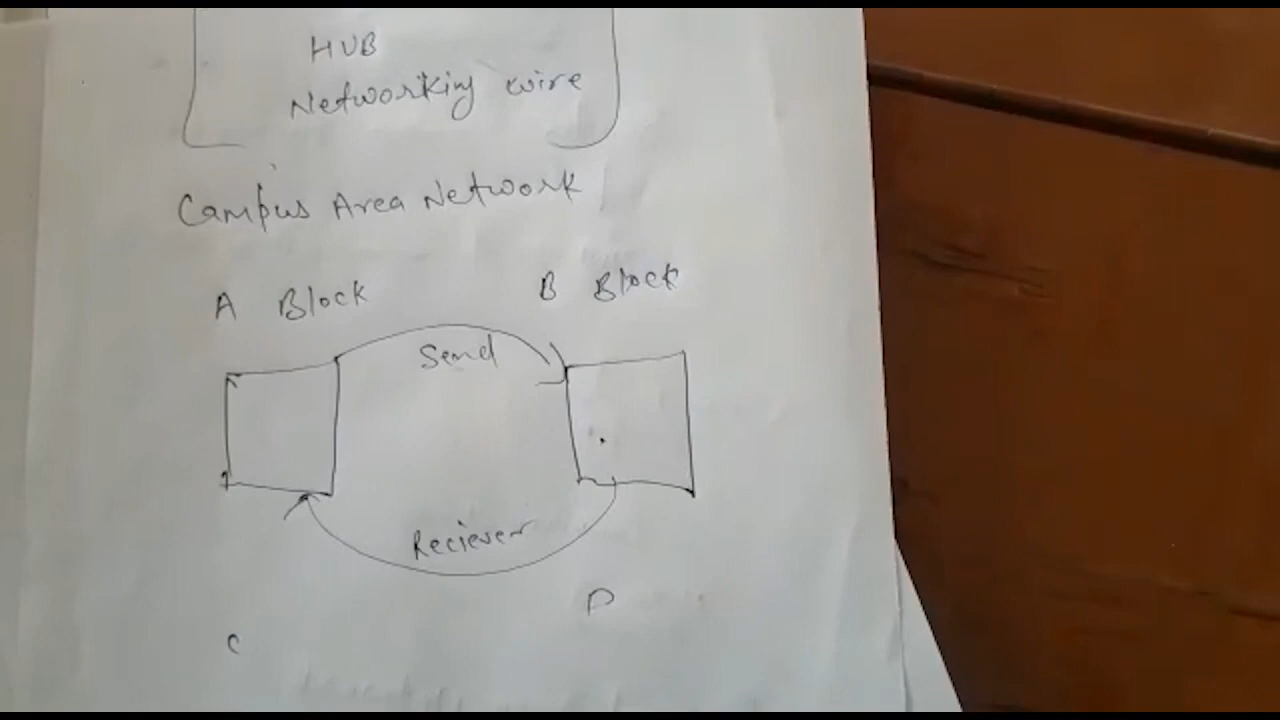 HUB
Networking wire
Campus Area Network
A Block B Block
Send
Reciever
D
C